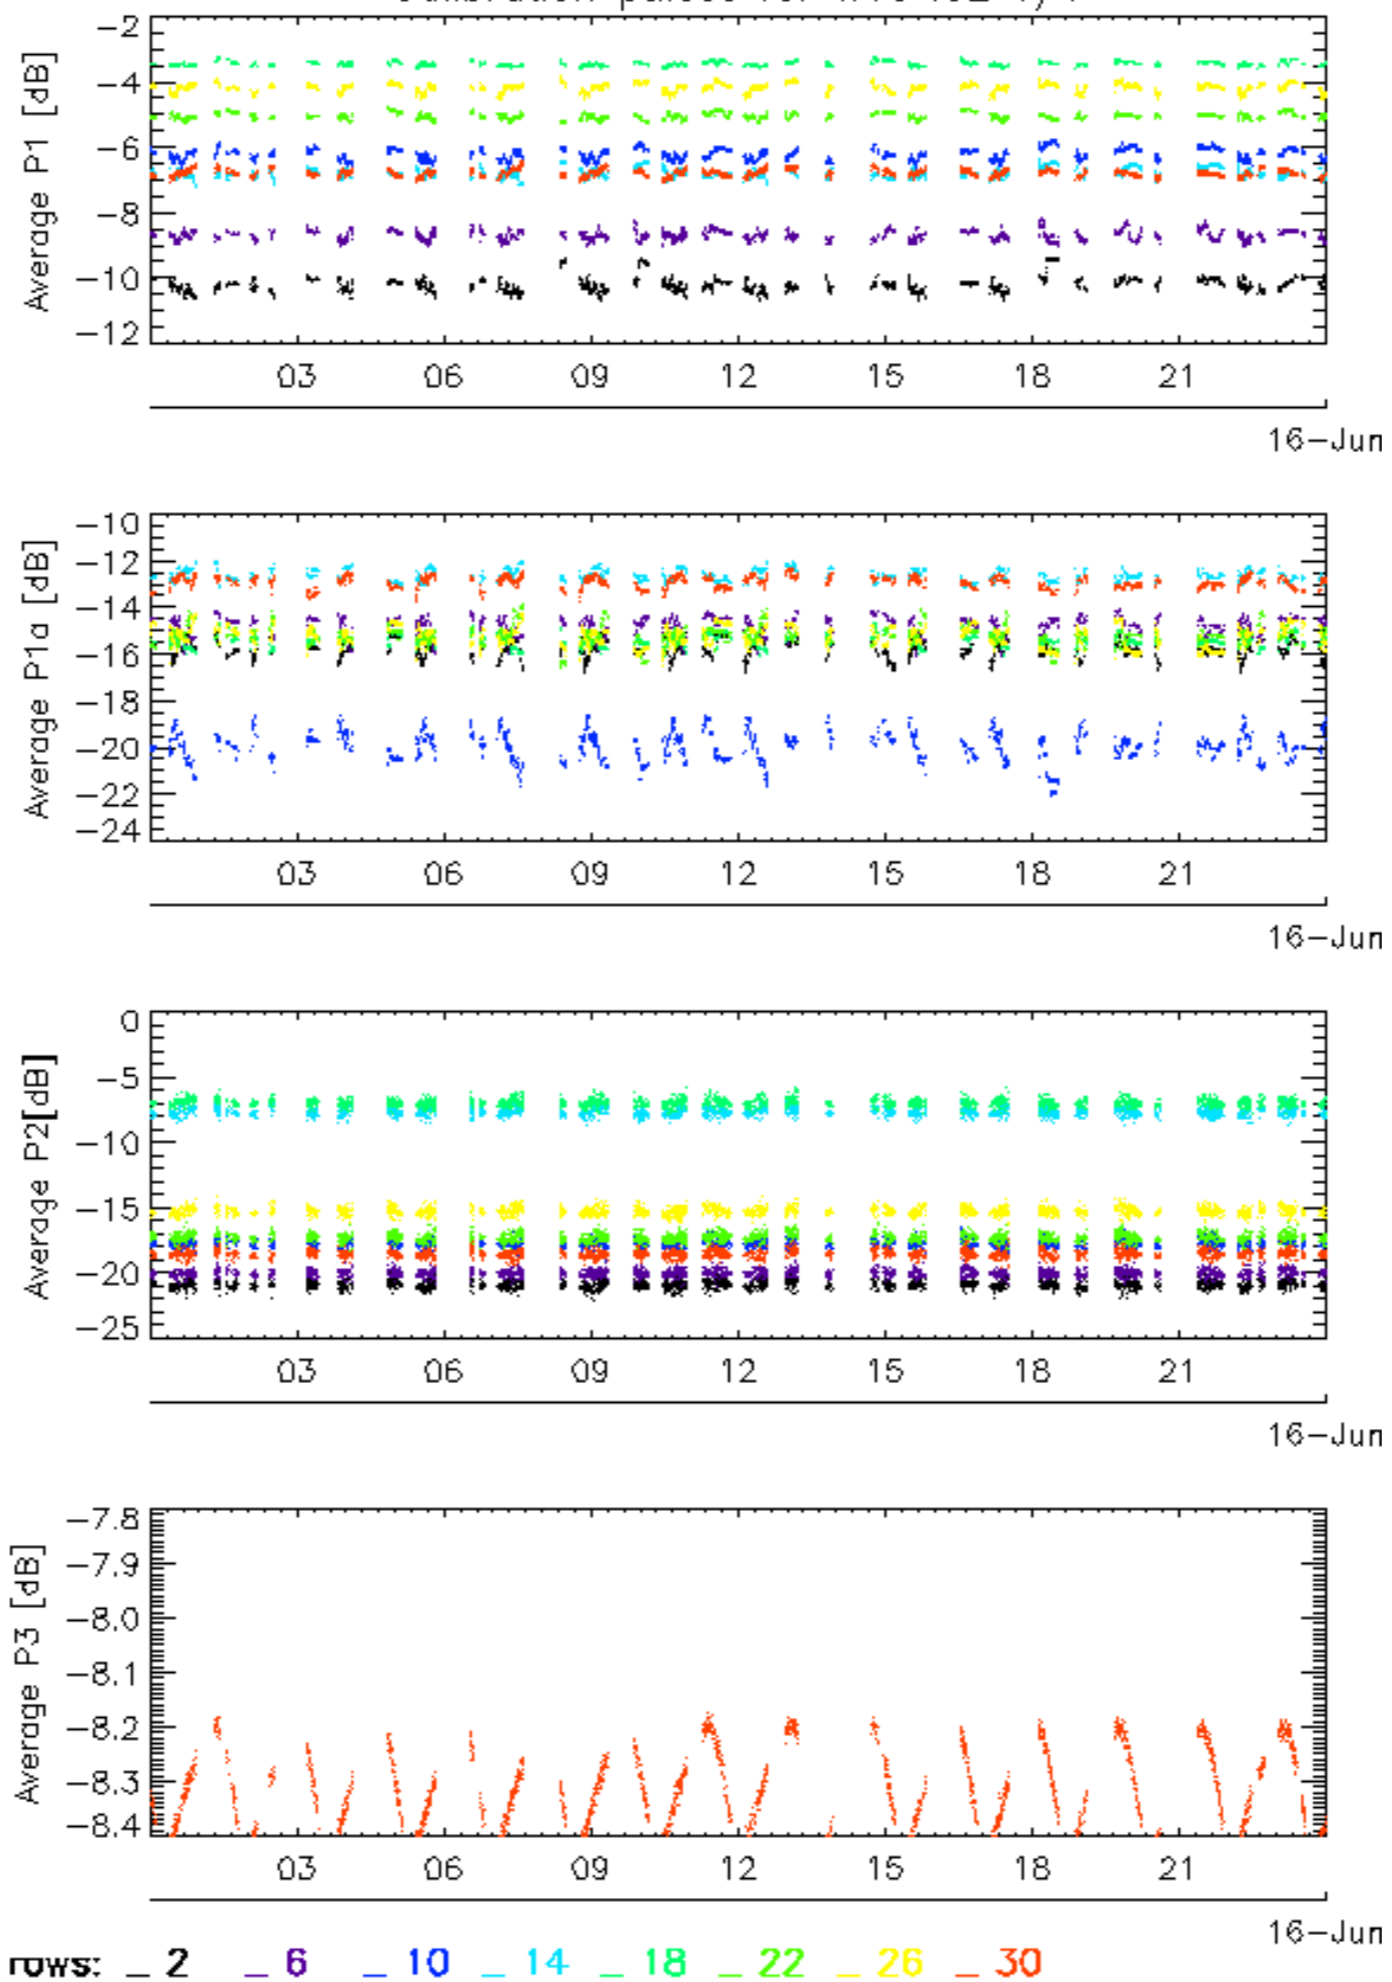 −2
−4
−6
−8
−10
−12
Average P1 [dB]
03 06 09 12 15 18 21
16−Jun
−10
−12
−14
−16
−18
−20
−22
−24
Average P1a [dB]
03 06 09 12 15 18 21
16−Jun
0
−5
−10
−15
−20
−25
Average P2[dB]
03 06 09 12 15 18 21
16−Jun
−7.8
−7.9
−8.0
−8.1
−8.2
−8.3
−8.4
Average P3 [dB]
03 06 09 12 15 18 21
16−Jun
rows: _ 2 _ 6 _ 10 _ 14 _ 18 _ 22 _ 26 _ 30